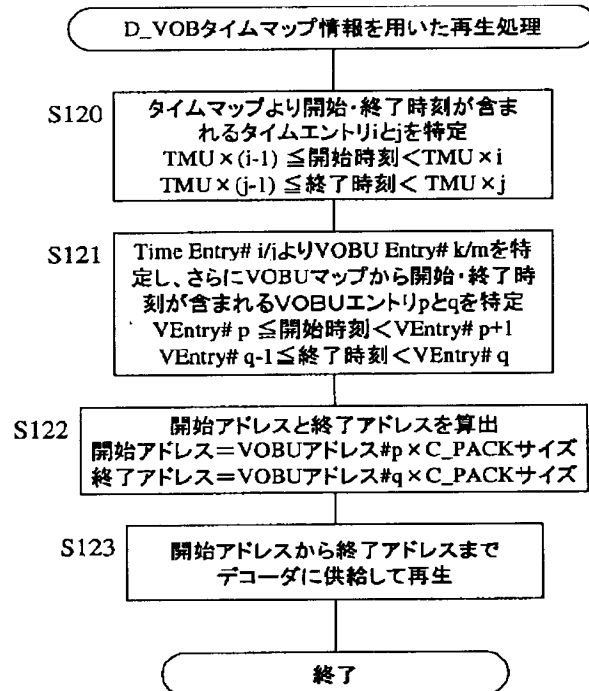 D_VOBタイムマップ情報を用いた再生処理
S120
タイムマップより開始・終了時刻が含ま
れるタイムエントリiとjを特定
TMU×(i-1) ≦開始時刻<TMU×i
TMU×(j-1) ≦終了時刻< TMU×j
S121
Time Entry# i/jよりVOBU Entry# k/mを特
定し、さらにVOBUマップから開始・終了時
刻が含まれるVOBUエントリpとqを特定
VEntry# p ≦開始時刻<VEntry# p+1
VEntry# q-1≦終了時刻<VEntry# q
S122
開始アドレスと終了アドレスを算出
開始アドレス=VOBUアドレス#p×C_PACKサイズ
終了アドレス=VOBUアドレス#q×C_PACKサイズ
S123
開始アドレスから終了アドレスまで
デコーダに供給して再生
終了